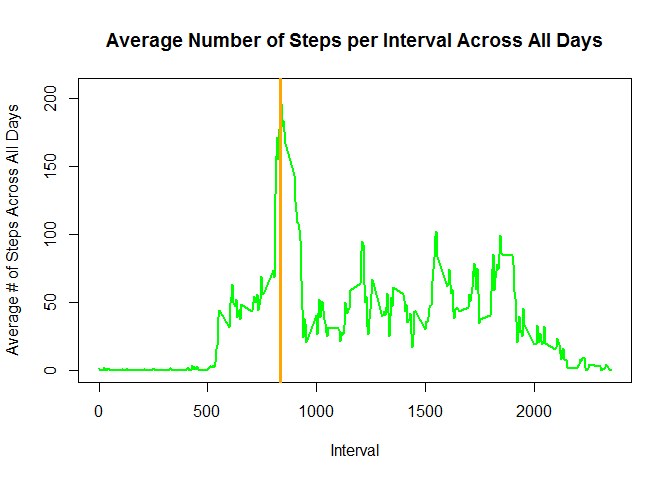 Average Number of Steps per Interval Across All Days
Average # of Steps Across All Days
200
150
100
50
0
0 500 1000 1500 2000
Interval